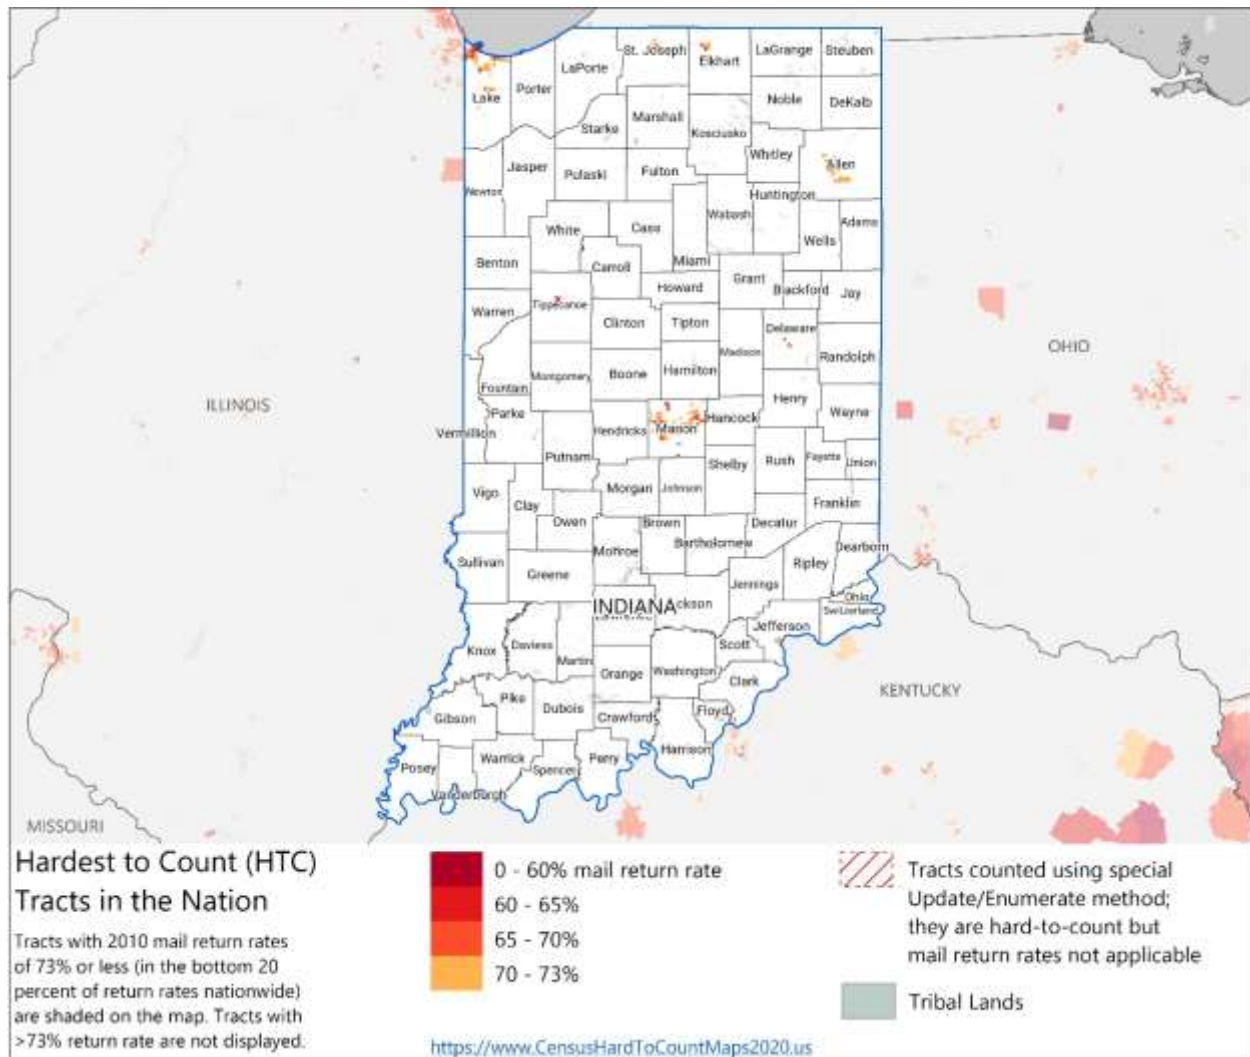 St. Joseph
Elkhart
LaGrange
Steuben
LaPorte
Porter
Lake
Noble
DeKalb
Marshall
Starke
Kosciusko
Whitley
Allen
Jasper
Pulaski
Fulton
Newton
Huntington
Wabash
White
Cass
Adams
Wells
Miami
Benton
Carroll
Grant
Howard
Blackford
Jay
Tippecanoe
Warren
Clinton
Tipton
Delaware
OHIO
Madison
Randolph
Boone
Hamilton
Montgomery
Fountain
ILLINOIS
Henry
Parke
Wayne
Hancock
Marion
Hendricks
Vermillion
Putnam
Rush
Fayette
Union
Shelby
Morgan
Johnson
Vigo
Clay
Franklin
Owen
Brown
Decatur
Bartholomew
Dearborn
Monroe
Sullivan
Ripley
Greene
Jennings
Ohio
INDIANA
ckson
Switzerland
Jefferson
Knox
Daviess
Scott
Martin
Orange
Washington
Clark
KENTUCKY
Pike
Dubois
Gibson
Crawford
Floyd
Harrison
Posey
Warrick
Spencer
Perry
Vanderburgh
MISSOURI
Hardest to Count (HTC)
Tracts in the Nation
Tracts with 2010 mail return rates
of 73% or less (in the bottom 20
percent of return rates nationwide)
are shaded on the map. Tracts with
>73% return rate are not displayed.
0 - 60% mail return rate
60 - 65%
65 - 70%
70 - 73%
https://www.CensusHardToCountMaps2020.us
Tracts counted using special
Update/Enumerate method;
they are hard-to-count but
mail return rates not applicable
Tribal Lands